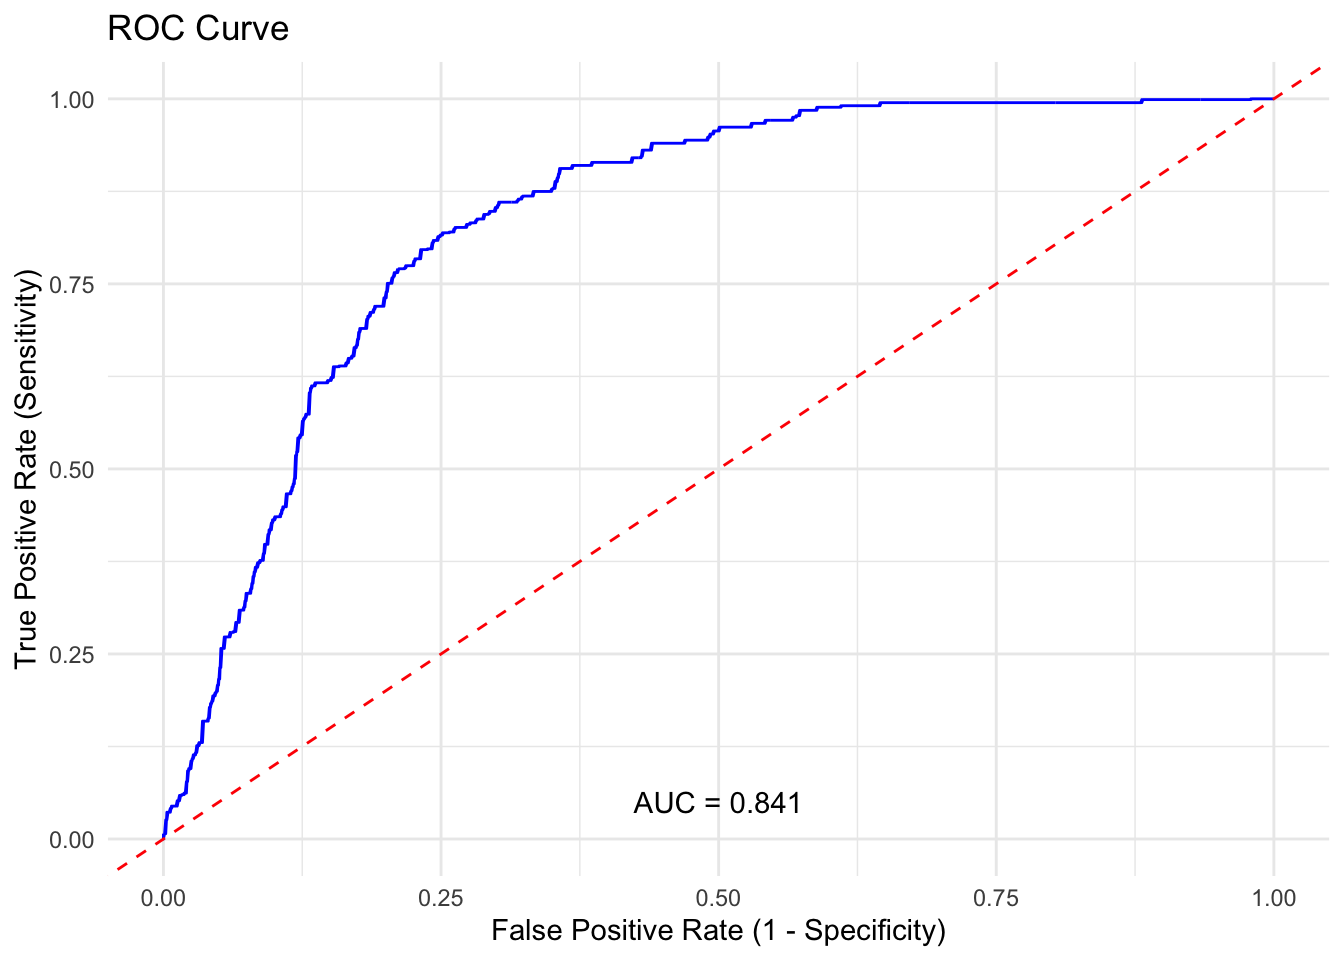 ROC Curve
True Positive Rate (Sensitivity)
1.00
0.75
0.50
0.25
0.00
AUC = 0.841
0.00 0.25 0.50 0.75 1.00
False Positive Rate (1 - Specificity)